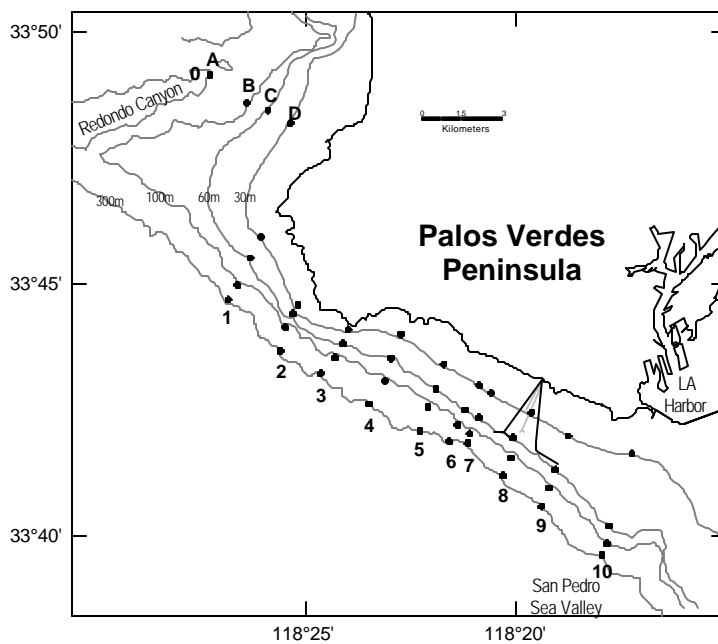 33°50'
A
0
B
C
D
Redondo Canyon
0 1.5 3
Kilometers
300m
100m
60m
30m
Palos Verdes
Peninsula
33°45'
1
2
3
4
5
6
7
8
9
10
LA
Harbor
33°40'
San Pedro
Sea Valley
118°25'
118°20'